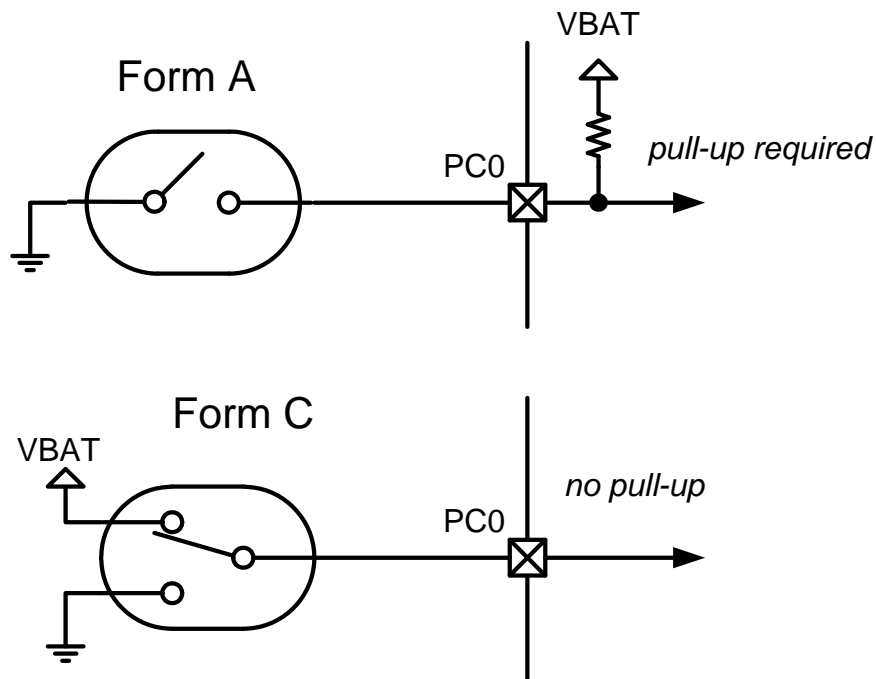 VBAT
Form A
pull-up required
PC0
Form C
VBAT
no pull-up
PC0